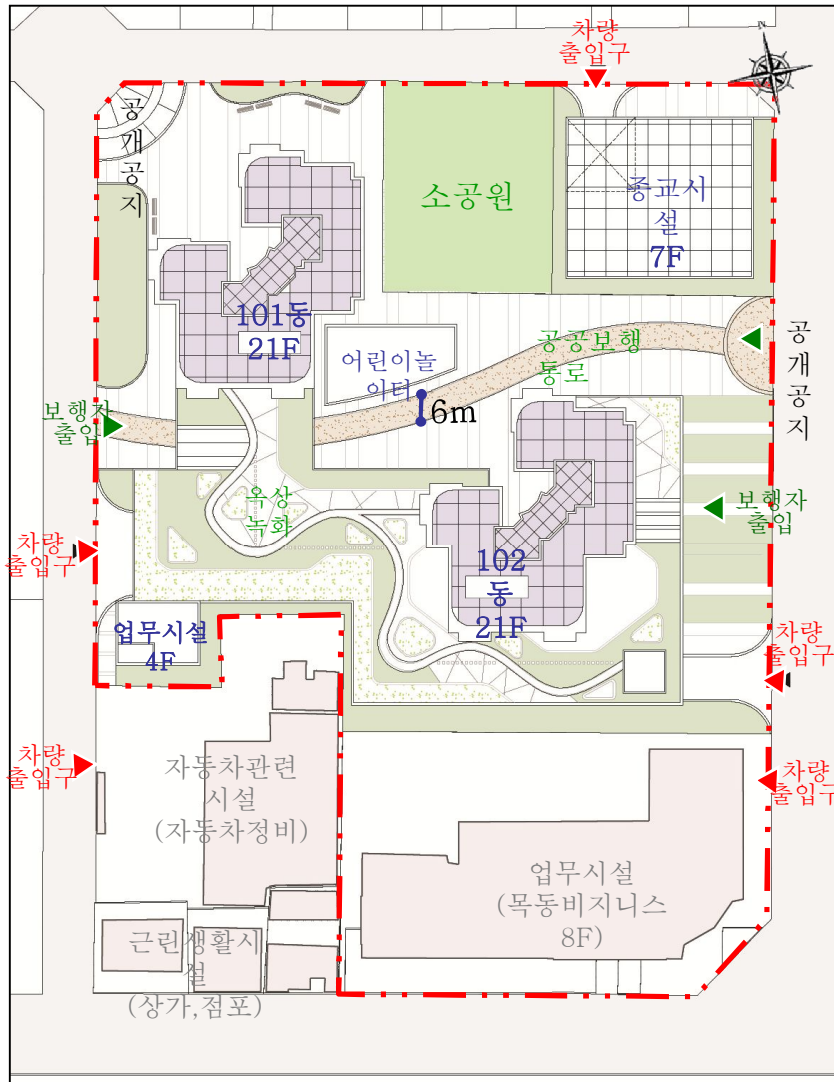 N
차량
출입구
공
개
공
지
소공원
종교시
설
7F
101동
21F
어린이놀
이터
공공보행
통로
공
개
공
지
6m
보행자
출입
옥상
녹화
보행자
출입
차량
출입구
102
동
21F
업무시설
4F
차량
출입구
차량
출입구
자동차관련
시설
(자동차정비)
차량
출입구
업무시설
(목동비지니스
8F)
근린생활시
설
(상가,점포)